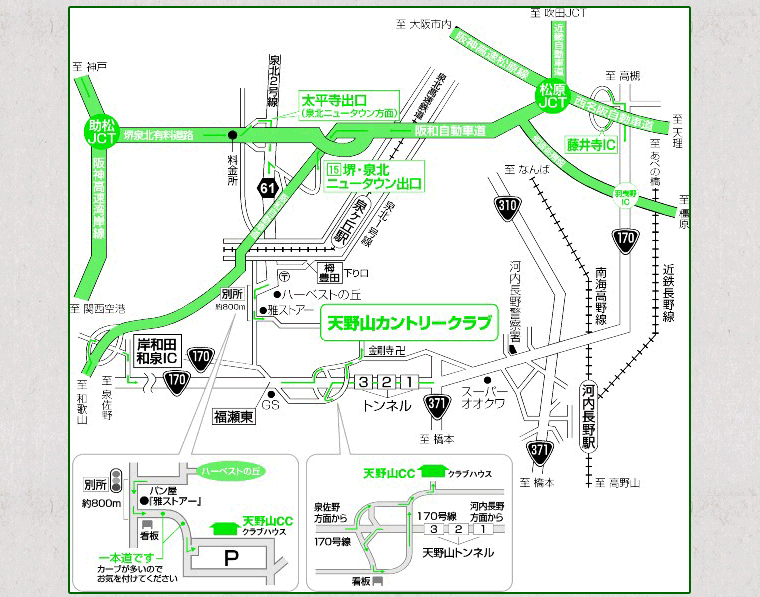 至 吹田JCT
至 大阪市内
近畿自動車道
阪神高速松原線
至 神戸
泉北2号線
太平寺出口
(泉北ニュータウン方面)
泉北高速鉄道
松原
JCT
至 高槻
西名阪自動車道
至 天理
助松
JCT
堺泉北有料道路
阪和自動車道
藤井寺IC
料金所
至 あべの橋
15 堺・泉北
ニュータウン出口
至 なんば
61
阪神高速湾岸線
羽曳野
IC
至 橿原
310
泉ヶ丘駅
泉北1号線
170
栂
豊田
下り口
〒
河内長野警察署
南海高野線
近鉄長野線
別所
約800m
ハーベストの丘
雅ストアー
至 関西空港
天野山カントリークラブ
岸和田
和泉IC
170
金剛寺卍
170
3 2 1
トンネル
スーパー
オオクワ
至 和歌山
至 泉佐野
GS
福瀬東
371
至 橋本
河内長野駅
371
至 橋本
至 高野山
別所
約800m
ハーベストの丘
パン屋
「雅ストアー」
看板
天野山CC
クラブハウス
一本道です
カーブが多いので
お気を付けてください
P
天野山CC
クラブハウス
泉佐野
方面から
170号線
170号線
河内長野
方面から
3 2 1
天野山トンネル
看板